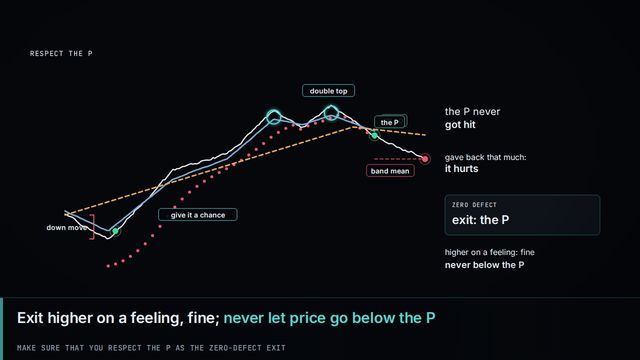 RESPECT THE P
double top
the P
the P never
got hit
gave back that much:
it hurts
band mean
ZERO DEFECT
exit: the P
give it a chance
down move
higher on a feeling: fine
never below the P
Exit higher on a feeling, fine; never let price go below the P
MAKE SURE THAT YOU RESPECT THE P AS THE ZERO-DEFECT EXIT